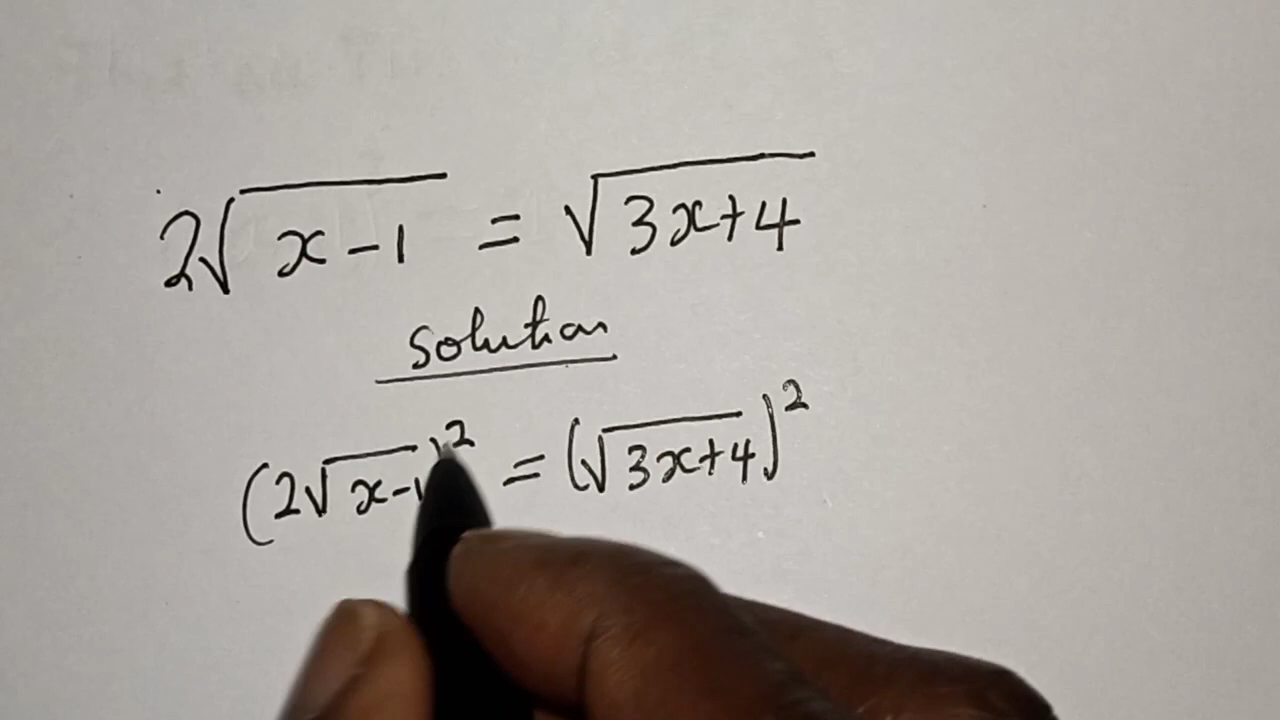 2√(x-1) = √(3x+4)
Solution
(2√(x-1))² = (√(3x+4))²